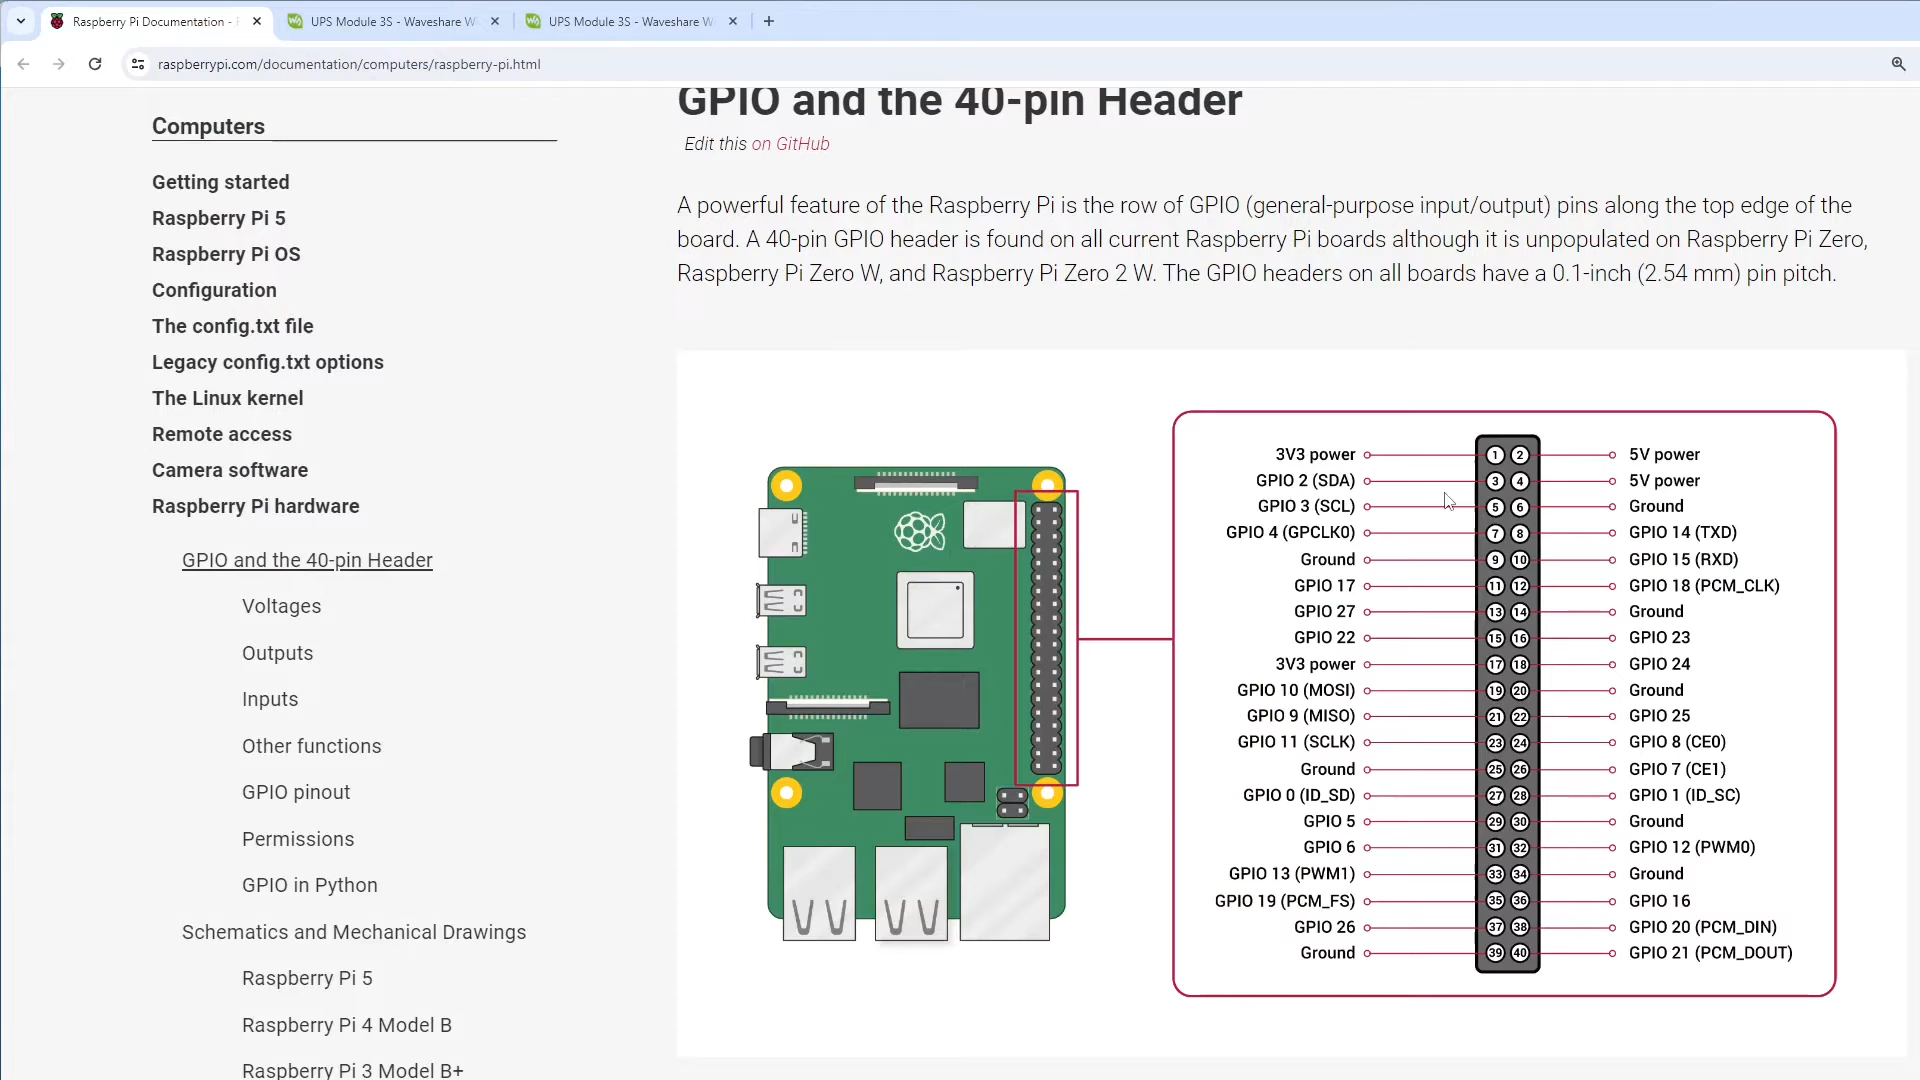 Raspberry Pi Documentation -
UPS Module 3S - Waveshare W
UPS Module 3S - Waveshare W
raspberrypi.com/documentation/computers/raspberry-pi.html
Computers
Getting started
Raspberry Pi 5
Raspberry Pi OS
Configuration
The config.txt file
Legacy config.txt options
The Linux kernel
Remote access
Camera software
Raspberry Pi hardware
GPIO and the 40-pin Header
Voltages
Outputs
Inputs
Other functions
GPIO pinout
Permissions
GPIO in Python
Schematics and Mechanical Drawings
Raspberry Pi 5
Raspberry Pi 4 Model B
Raspberry Pi 3 Model B+
GPIO and the 40-pin Header
Edit this on GitHub
A powerful feature of the Raspberry Pi is the row of GPIO (general-purpose input/output) pins along the top edge of the
board. A 40-pin GPIO header is found on all current Raspberry Pi boards although it is unpopulated on Raspberry Pi Zero,
Raspberry Pi Zero W, and Raspberry Pi Zero 2 W. The GPIO headers on all boards have a 0.1-inch (2.54 mm) pin pitch.
3V3 power 1 2 5V power
GPIO 2 (SDA) 3 4 5V power
GPIO 3 (SCL) 5 6 Ground
GPIO 4 (GPCLK0) 7 8 GPIO 14 (TXD)
Ground 9 10 GPIO 15 (RXD)
GPIO 17 11 12 GPIO 18 (PCM_CLK)
GPIO 27 13 14 Ground
GPIO 22 15 16 GPIO 23
3V3 power 17 18 GPIO 24
GPIO 10 (MOSI) 19 20 Ground
GPIO 9 (MISO) 21 22 GPIO 25
GPIO 11 (SCLK) 23 24 GPIO 8 (CE0)
Ground 25 26 GPIO 7 (CE1)
GPIO 0 (ID_SD) 27 28 GPIO 1 (ID_SC)
GPIO 5 29 30 Ground
GPIO 6 31 32 GPIO 12 (PWM0)
GPIO 13 (PWM1) 33 34 Ground
GPIO 19 (PCM_FS) 35 36 GPIO 16
GPIO 26 37 38 GPIO 20 (PCM_DIN)
Ground 39 40 GPIO 21 (PCM_DOUT)